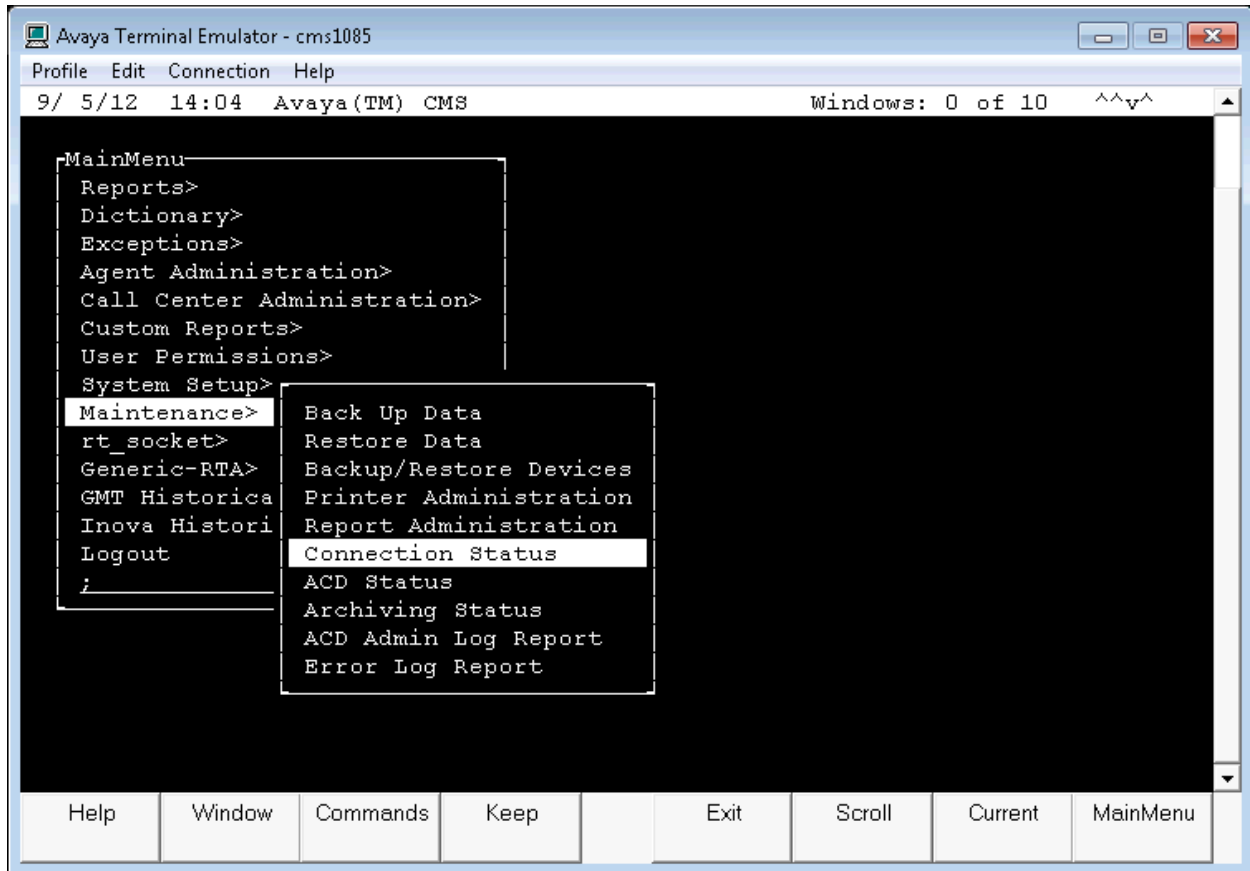 Avaya Terminal Emulator - cms1085
Profile Edit Connection Help
9/ 5/12 14:04 Avaya(TM) CMS Windows: 0 of 10 ^^v^
MainMenu
Reports>
Dictionary>
Exceptions>
Agent Administration>
Call Center Administration>
Custom Reports>
User Permissions>
System Setup>
Maintenance> Back Up Data
rt_socket> Restore Data
Generic-RTA> Backup/Restore Devices
GMT Historica Printer Administration
Inova Histori Report Administration
Logout Connection Status
; ACD Status
Archiving Status
ACD Admin Log Report
Error Log Report
Help Window Commands Keep Exit Scroll Current MainMenu